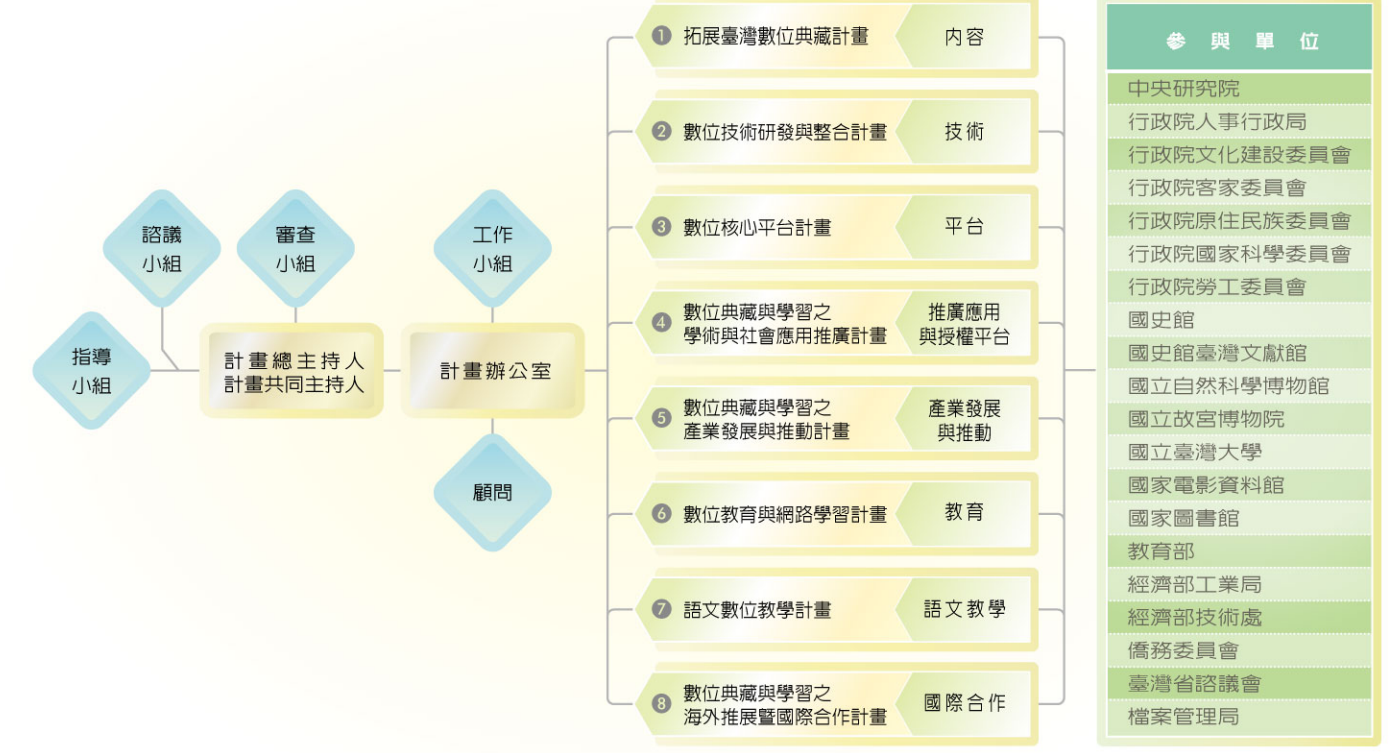 指導
小組
諮議
小組
審查
小組
計畫總主持人
計畫共同主持人
工作
小組
計畫辦公室
顧問
1 拓展臺灣數位典藏計畫 內容
2 數位技術研發與整合計畫 技術
3 數位核心平台計畫 平台
4 數位典藏與學習之
學術與社會應用推廣計畫
推廣應用
與授權平台
5 數位典藏與學習之
產業發展與推動計畫
產業發展
與推動
6 數位教育與網路學習計畫 教育
7 語文數位教學計畫 語文教學
8 數位典藏與學習之
海外推展暨國際合作計畫
國際合作
參與單位
中央研究院
行政院人事行政局
行政院文化建設委員會
行政院客家委員會
行政院原住民族委員會
行政院國家科學委員會
行政院勞工委員會
國史館
國史館臺灣文獻館
國立自然科學博物館
國立故宮博物院
國立臺灣大學
國家電影資料館
國家圖書館
教育部
經濟部工業局
經濟部技術處
僑務委員會
臺灣省諮議會
檔案管理局